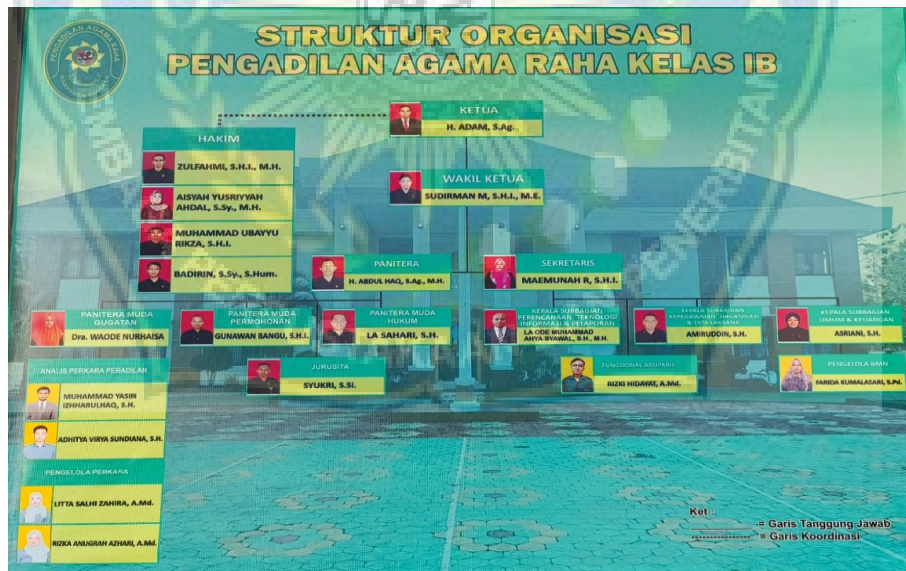 STRUKTUR ORGANISASI
PENGADILAN AGAMA RAHA KELAS IB
PENGADILAN AGAMA RAHA
KETUA
H. ADAM, S.Ag.
WAKIL KETUA
SUDIRMAN M, S.H.I., M.E.
HAKIM
ZULFAHMI, S.H.I., M.H.
AISYAH YUSRIYYAH
AHDAL, S.Sy., M.H.
MUHAMMAD UBAYYU
RIKZA, S.H.I.
BADIRIN, S.Sy., S.Hum.
PANITERA
H. ABDUL HAQ, S.Ag., M.H.
SEKRETARIS
MAEMUNAH R, S.H.I.
PANITERA MUDA
GUGATAN
Dra. WAODE NURHAISA
PANITERA MUDA
PERMOHONAN
GUNAWAN BANGU, S.H.I.
PANITERA MUDA
HUKUM
LA SAHARI, S.H.
KEPALA SUBBAGIAN
PERENCANAAN, TEKNOLOGI
INFORMASI & PELAPORAN
LA ODE MUHAMMAD
AHYA BYAWAL, S.H., M.H.
KEPALA SUBBAGIAN
KEPEGAWAIAN, ORGANISASI
& TATA LAKSANA
AMIRUDDIN, S.H.
KEPALA SUBBAGIAN
UMUM & KEUANGAN
ASRIANI, S.H.
JURUSITA
SYUKRI, S.Si.
FUNGSIONAL
RIZKI HIDAYAT, A.Md.
PENGELOLA BMN
FARIDA KUMALASARI, S.Pd.
ANALIS PERKARA PERADILAN
MUHAMMAD YASIN
IZHHARULHAQ, S.H.
ADHITYA VIRYA SUNDIANA, S.H.
PENGELOLA PERKARA
LITTA SALHI ZAHIRA, A.Md.
RIZKA ANUGRAH AZHARI, A.Md.
Ket :
= Garis Tanggung Jawab
= Garis Koordinasi